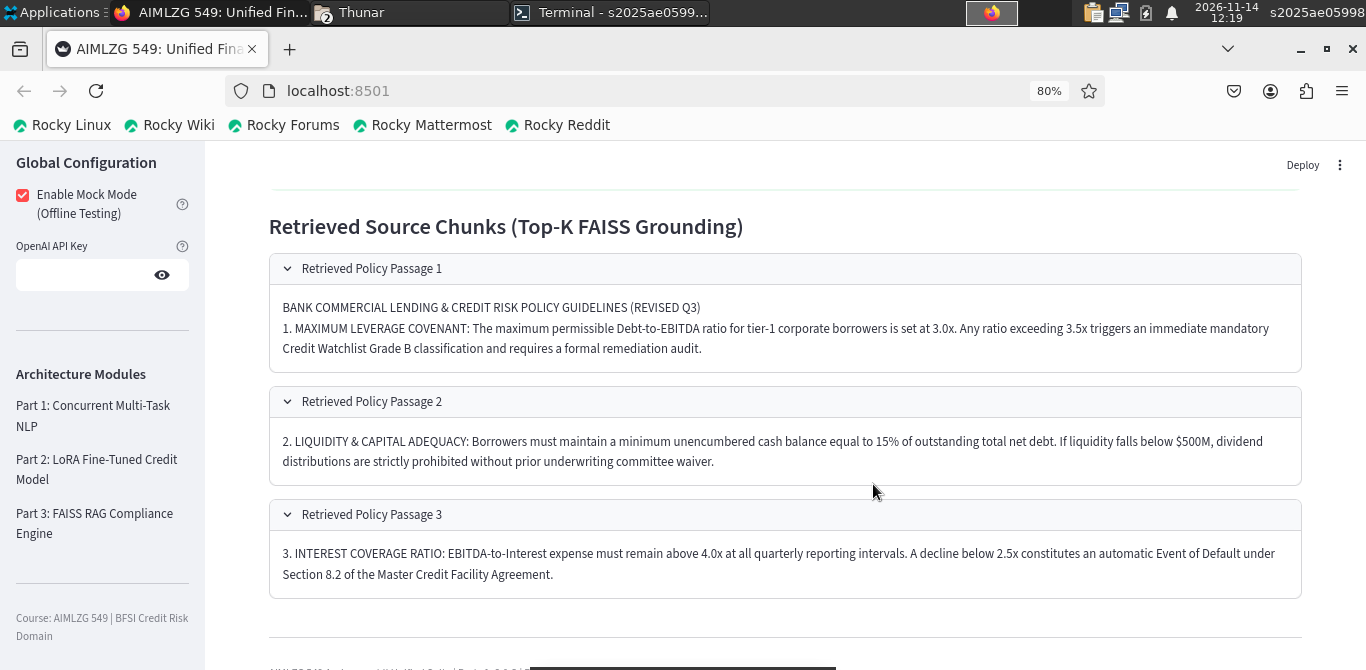 Applications
AIMLZG 549: Unified Fin...
2 Thunar
Terminal - s2025ae0599...
2026-11-14
12:19
s2025ae05998
AIMLZG 549: Unified Fina
localhost:8501
80%
Rocky Linux
Rocky Wiki
Rocky Forums
Rocky Mattermost
Rocky Reddit
Global Configuration
Enable Mock Mode
(Offline Testing)
OpenAI API Key
Architecture Modules
Part 1: Concurrent Multi-Task
NLP
Part 2: LoRA Fine-Tuned Credit
Model
Part 3: FAISS RAG Compliance
Engine
Course: AIMLZG 549 | BFSI Credit Risk
Domain
Deploy
Retrieved Source Chunks (Top-K FAISS Grounding)
Retrieved Policy Passage 1
BANK COMMERCIAL LENDING & CREDIT RISK POLICY GUIDELINES (REVISED Q3)
1. MAXIMUM LEVERAGE COVENANT: The maximum permissible Debt-to-EBITDA ratio for tier-1 corporate borrowers is set at 3.0x. Any ratio exceeding 3.5x triggers an immediate mandatory
Credit Watchlist Grade B classification and requires a formal remediation audit.
Retrieved Policy Passage 2
2. LIQUIDITY & CAPITAL ADEQUACY: Borrowers must maintain a minimum unencumbered cash balance equal to 15% of outstanding total net debt. If liquidity falls below $500M, dividend
distributions are strictly prohibited without prior underwriting committee waiver.
Retrieved Policy Passage 3
3. INTEREST COVERAGE RATIO: EBITDA-to-Interest expense must remain above 4.0x at all quarterly reporting intervals. A decline below 2.5x constitutes an automatic Event of Default under
Section 8.2 of the Master Credit Facility Agreement.